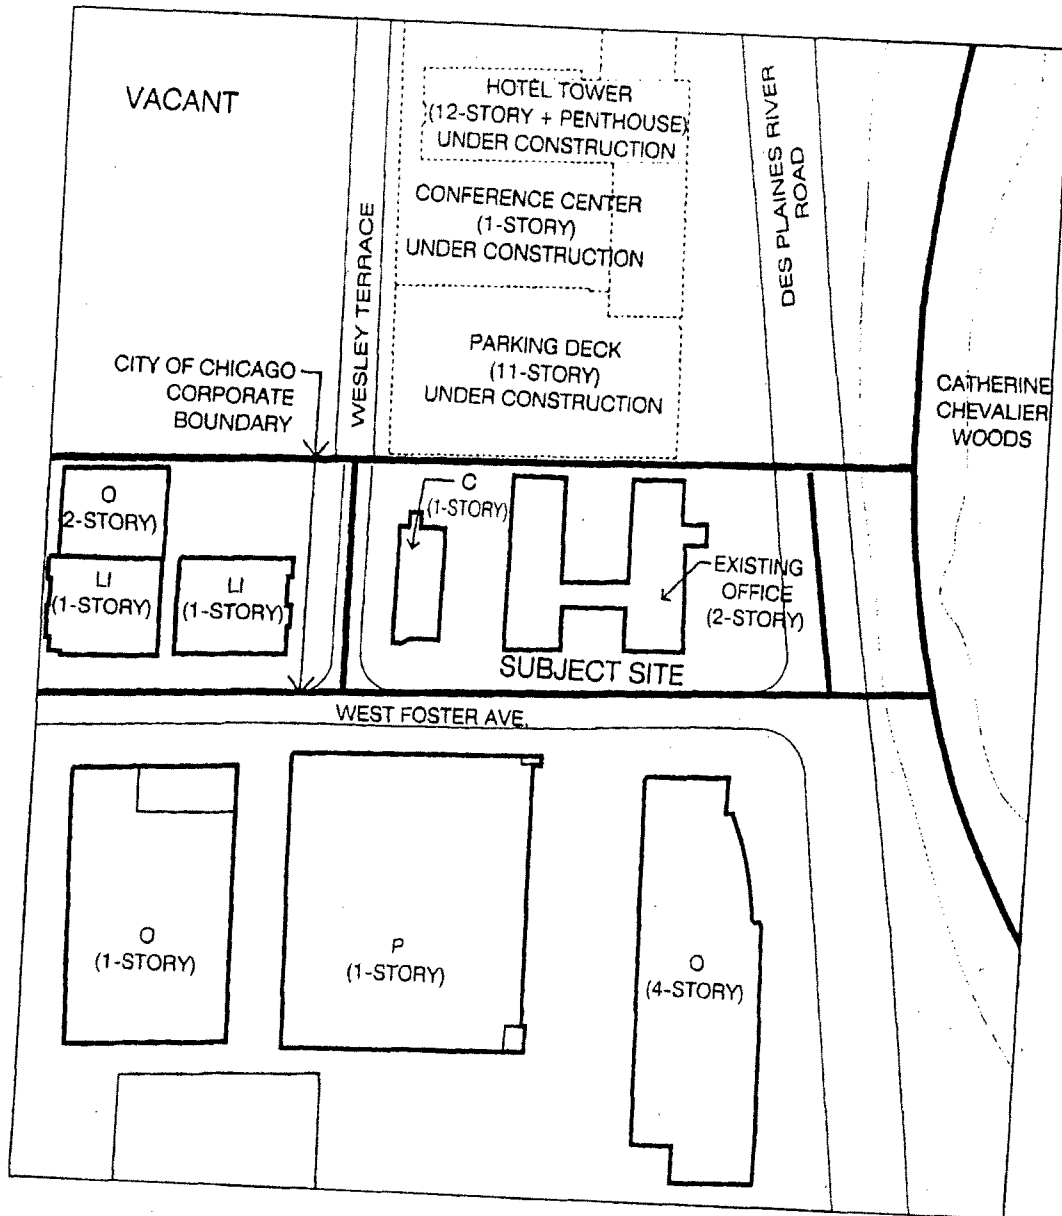 VACANT
HOTEL TOWER
(12-STORY + PENTHOUSE)
UNDER CONSTRUCTION
DES PLAINES RIVER
ROAD
CONFERENCE CENTER
(1-STORY)
UNDER CONSTRUCTION
WESLEY TERRACE
PARKING DECK
(11-STORY)
UNDER CONSTRUCTION
CITY OF CHICAGO
CORPORATE
BOUNDARY
CATHERINE
CHEVALIER
WOODS
O
2-STORY)
C
(1-STORY)
LI
(1-STORY)
LI
(1-STORY)
EXISTING
OFFICE
(2-STORY)
SUBJECT SITE
WEST FOSTER AVE.
O
(1-STORY)
P
(1-STORY)
O
(4-STORY)